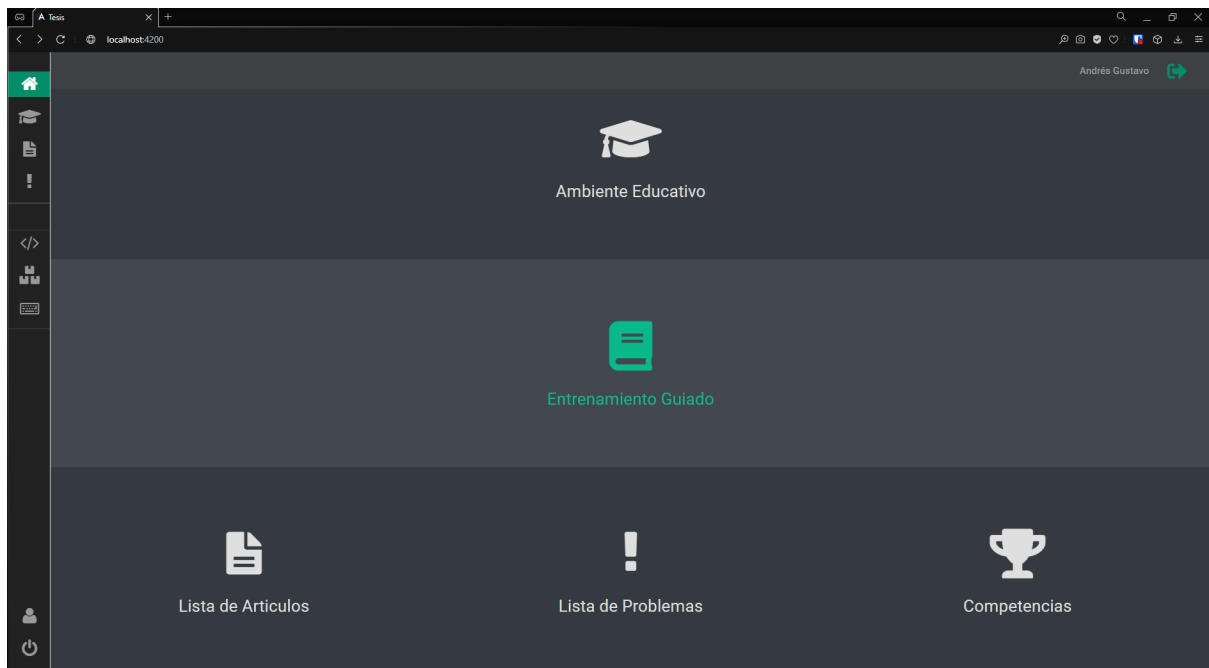 Tesis
localhost:4200
Andrés Gustavo
Ambiente Educativo
Entrenamiento Guiado
Lista de Articulos
Lista de Problemas
Competencias